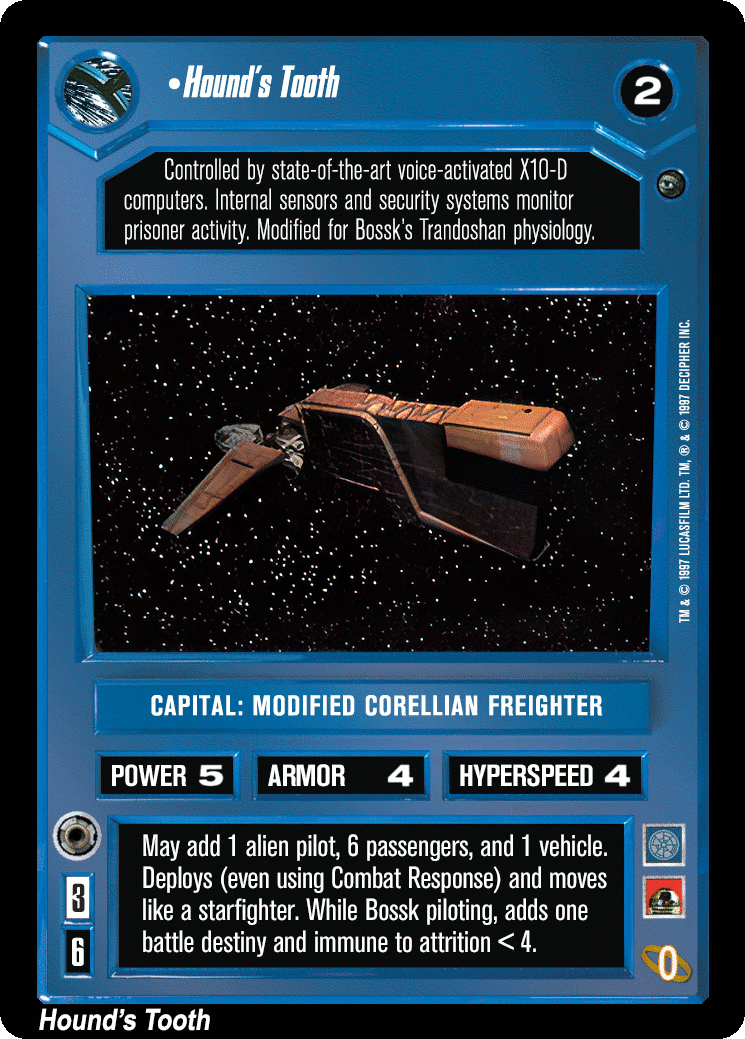 •Hound's Tooth
2
Controlled by state-of-the-art voice-activated X10-D
computers. Internal sensors and security systems monitor
prisoner activity. Modified for Bossk's Trandoshan physiology.
TM & © 1997 LUCASFILM LTD. TM, ® & © 1997 DECIPHER INC.
CAPITAL: MODIFIED CORELLIAN FREIGHTER
POWER 5
ARMOR 4
HYPERSPEED 4
May add 1 alien pilot, 6 passengers, and 1 vehicle.
Deploys (even using Combat Response) and moves
like a starfighter. While Bossk piloting, adds one
battle destiny and immune to attrition < 4.
3
6
0
Hound's Tooth